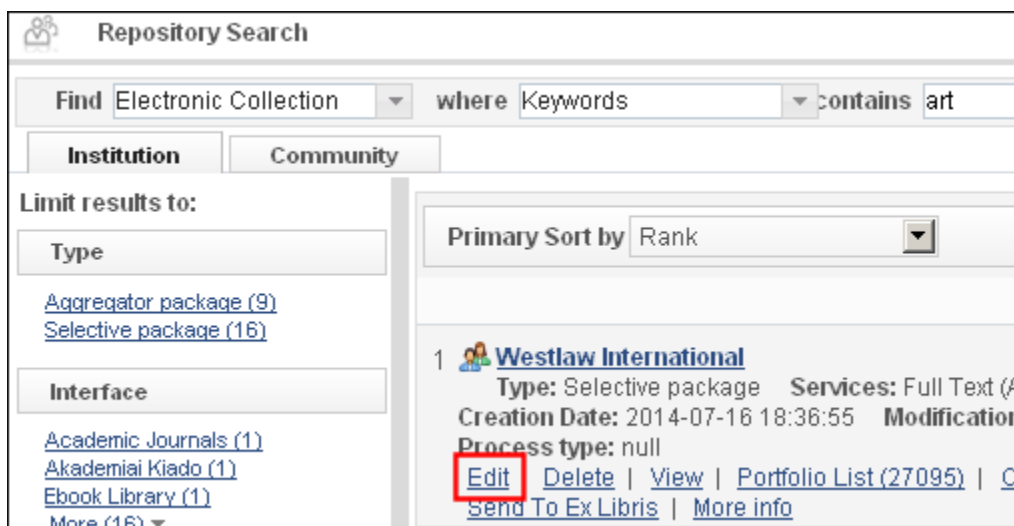 Repository Search
Find Electronic Collection where Keywords contains art
Institution Community
Limit results to:
Type
Aggregator package (9)
Selective package (16)
Interface
Academic Journals (1)
Akademiai Kiado (1)
Ebook Library (1)
More (16)
Primary Sort by Rank
1 Westlaw International
Type: Selective package Services: Full Text
Creation Date: 2014-07-16 18:36:55 Modification
Process type: null
Edit | Delete | View | Portfolio List (27095) |
Send To Ex Libris | More info